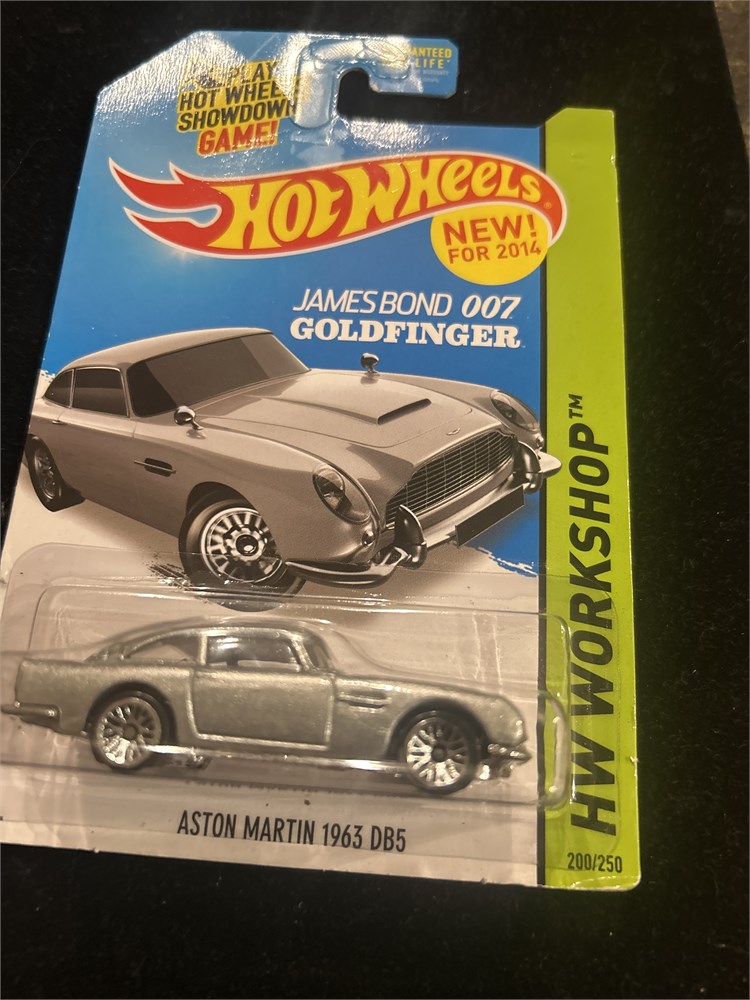 PLAY
HOT WHEELS
SHOWDOWN
GAME!
HOT WHEELS
NEW!
FOR 2014
JAMES BOND 007
GOLDFINGER
HW WORKSHOP™
ASTON MARTIN 1963 DB5
200/250